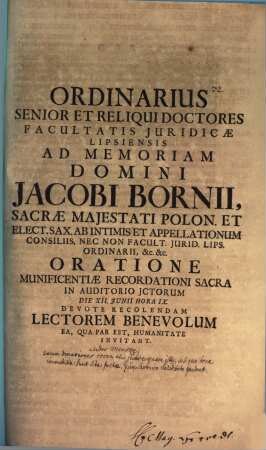 ORDINARIUS
SENIOR ET RELIQUI DOCTORES
FACULTATIS JURIDICÆ
LIPSIENSIS
AD MEMORIAM
DOMINI
JACOBI BORNII,
SACRÆ MAJESTATI POLON. ET
ELECT. SAX. AB INTIMIS ET APPELLATIONUM
CONSILIIS, NEC NON FACULT. JURID. LIPS.
ORDINARII, &c. &c.
ORATIONE
MUNIFICENTIÆ RECORDATIONI SACRA
IN AUDITORIO JCTORUM
DIE XII. JUNII HORA IX.
DEVOTE RECOLENDAM
LECTOREM BENEVOLUM
EA, QUA PAR EST, HUMANITATE
INVITANT.